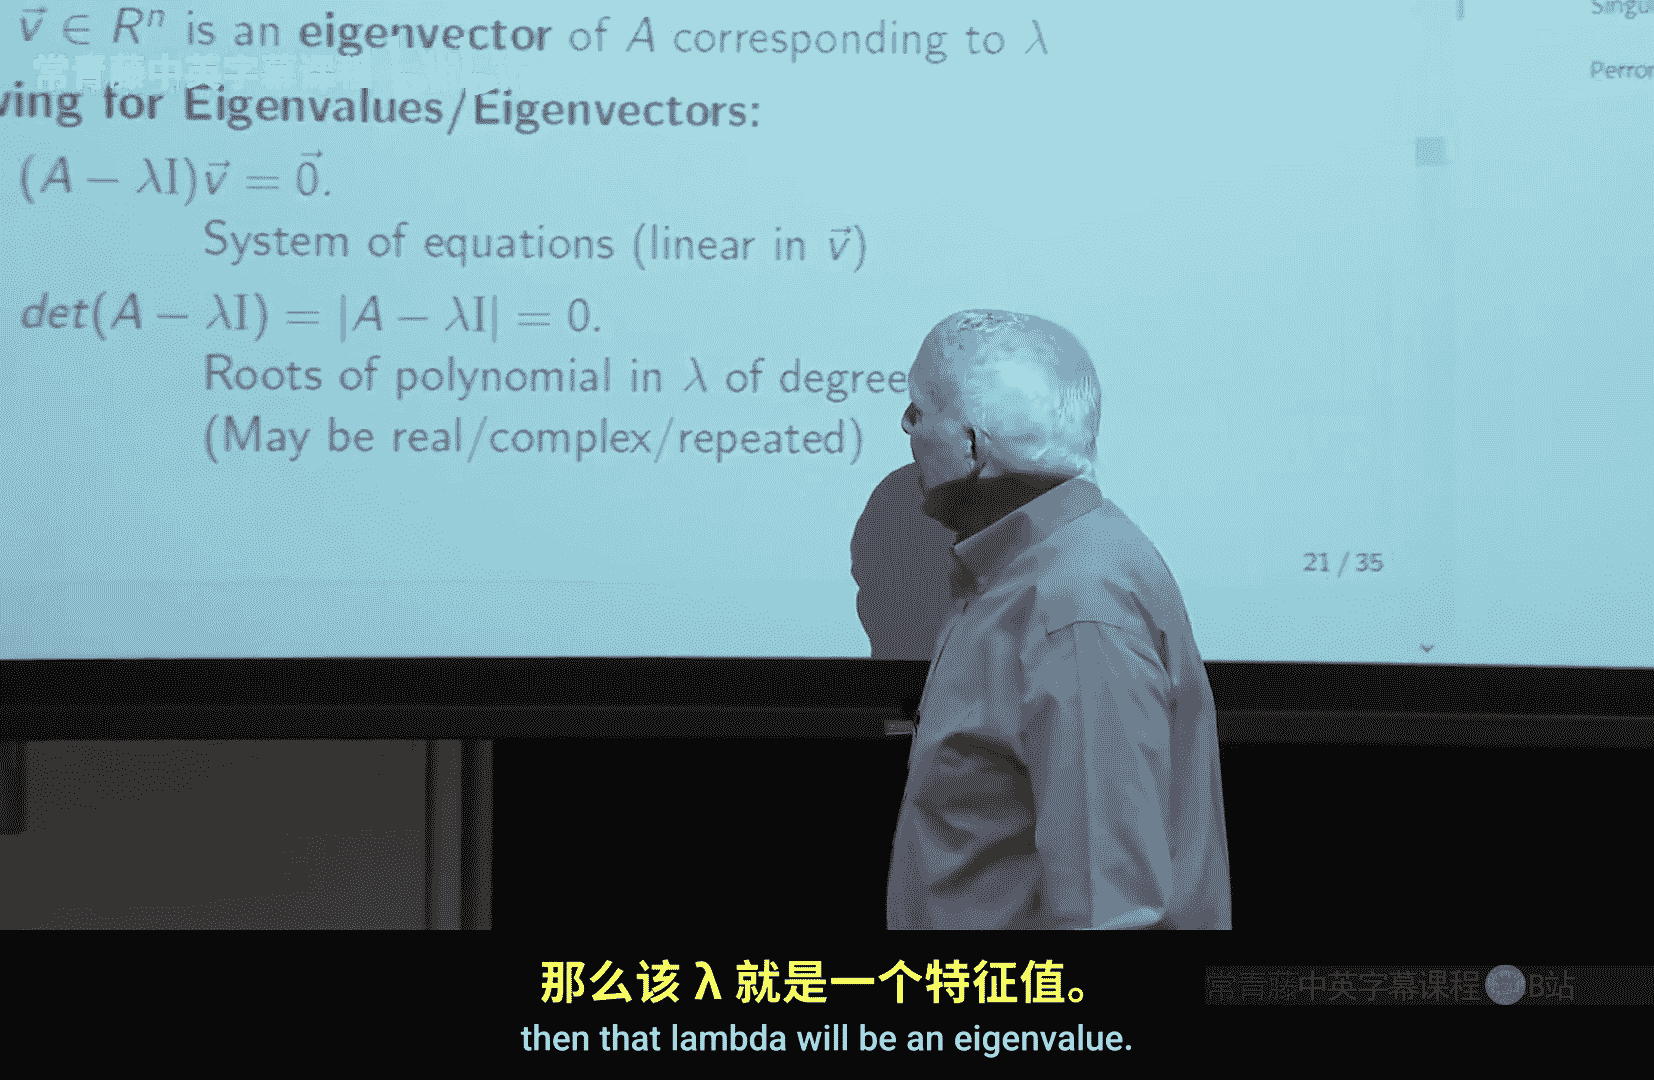 v⃗ ∈ Rⁿ is an eigenvector of A corresponding to λ
ving for Eigenvalues/Eigenvectors:
(A − λI)v⃗ = 0⃗.
System of equations (linear in v⃗)
det(A − λI) = |A − λI| = 0.
Roots of polynomial in λ of degree
(May be real/complex/repeated)
21 / 35
Singu
Perron
那么该 λ 就是一个特征值。
then that lambda will be an eigenvalue.
常青藤中英字幕课程 B站